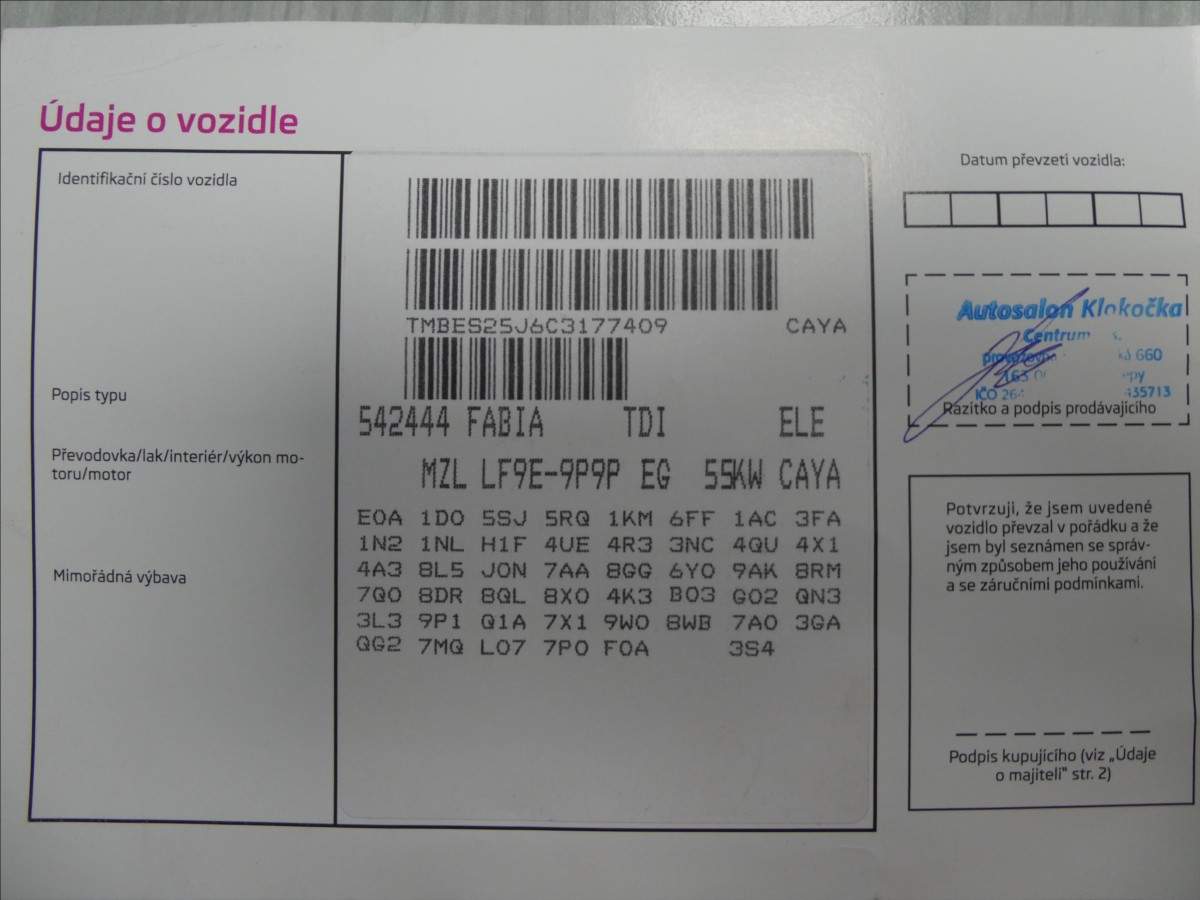 Údaje o vozidle
Identifikační číslo vozidla
TMBES25J6C3177409 CAYA
Popis typu
542444 FABIA TDI ELE
Převodovka/lak/interiér/výkon mo-
toru/motor
MZL LF9E-9P9P EG 55KW CAYA
Mimořádná výbava
E0A 1D0 5SJ 5RQ 1KM 6FF 1AC 3FA
1N2 1NL H1F 4UE 4R3 3NC 4QU 4X1
4A3 8L5 J0N 7AA 8GG 6Y0 9AK 8RM
7Q0 8DR 8QL 8X0 4K3 B03 G02 QN3
3L3 9P1 Q1A 7X1 9W0 8WB 7A0 3GA
QG2 7MQ L07 7P0 F0A 3S4
Datum převzetí vozidla:
Autosalon Klokočka
Centrum
660
163
IČO
Razítko a podpis prodávajícího
Potvrzuji, že jsem uvedené
vozidlo převzal v pořádku a že
jsem byl seznámen se správ-
ným způsobem jeho používání
a se záručními podmínkami.
Podpis kupujícího (viz „Údaje
o majiteli" str. 2)